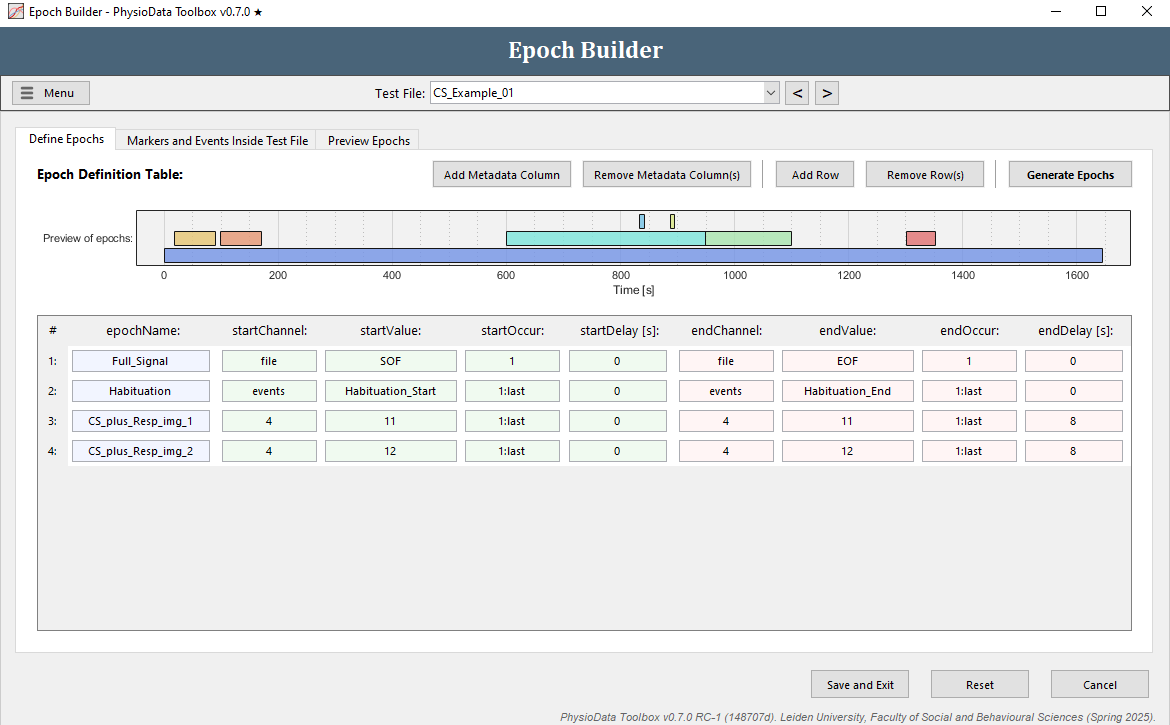 Epoch Builder - PhysioData Toolbox v0.7.0 ★
Epoch Builder
Menu
Test File: CS_Example_01 < >
Define Epochs Markers and Events Inside Test File Preview Epochs
Epoch Definition Table: Add Metadata Column Remove Metadata Column(s) Add Row Remove Row(s) Generate Epochs
Preview of epochs:
0 200 400 600 800 1000 1200 1400 1600
Time [s]
# epochName: startChannel: startValue: startOccur: startDelay [s]: endChannel: endValue: endOccur: endDelay [s]:
1: Full_Signal file SOF 1 0 file EOF 1 0
2: Habituation events Habituation_Start 1:last 0 events Habituation_End 1:last 0
3: CS_plus_Resp_img_1 4 11 1:last 0 4 11 1:last 8
4: CS_plus_Resp_img_2 4 12 1:last 0 4 12 1:last 8
Save and Exit Reset Cancel
PhysioData Toolbox v0.7.0 RC-1 (148707d). Leiden University, Faculty of Social and Behavioural Sciences (Spring 2025).